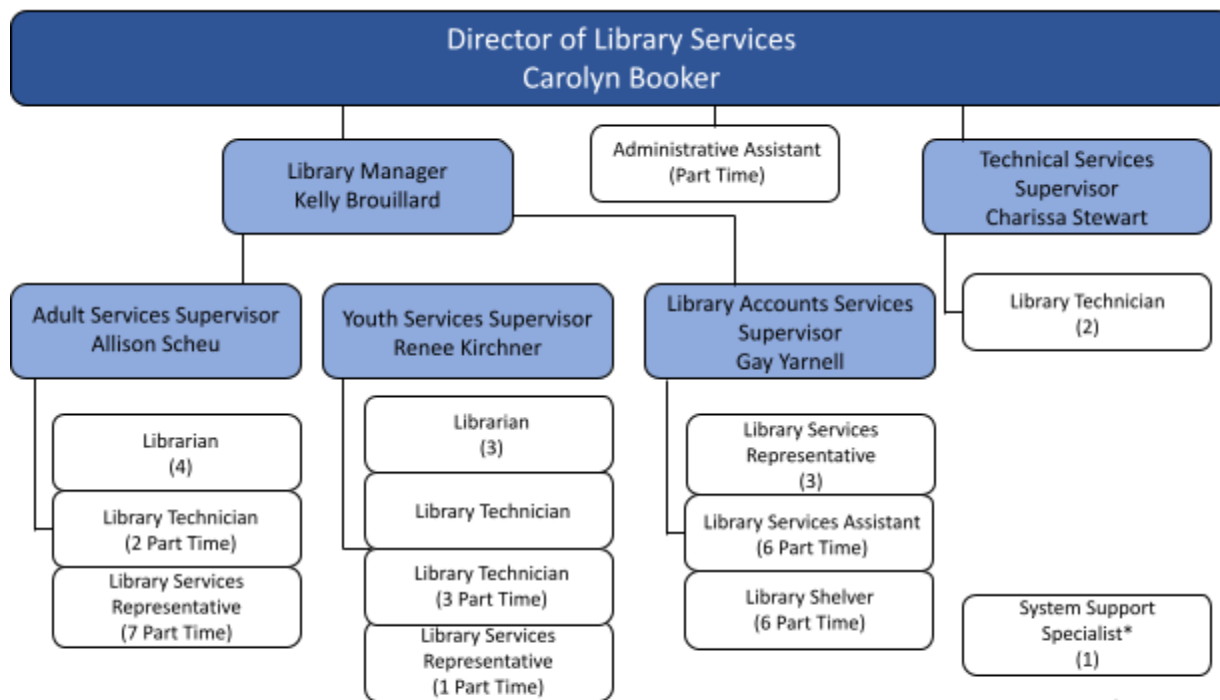 Director of Library Services
Carolyn Booker
Library Manager
Kelly Brouillard
Administrative Assistant
(Part Time)
Technical Services
Supervisor
Charissa Stewart
Adult Services Supervisor
Allison Scheu
Youth Services Supervisor
Renee Kirchner
Library Accounts Services
Supervisor
Gay Yarnell
Library Technician
(2)
Librarian
(4)
Library Technician
(2 Part Time)
Library Services
Representative
(7 Part Time)
Librarian
(3)
Library Technician
Library Technician
(3 Part Time)
Library Services
Representative
(1 Part Time)
Library Services
Representative
(3)
Library Services Assistant
(6 Part Time)
Library Shelver
(6 Part Time)
System Support
Specialist*
(1)